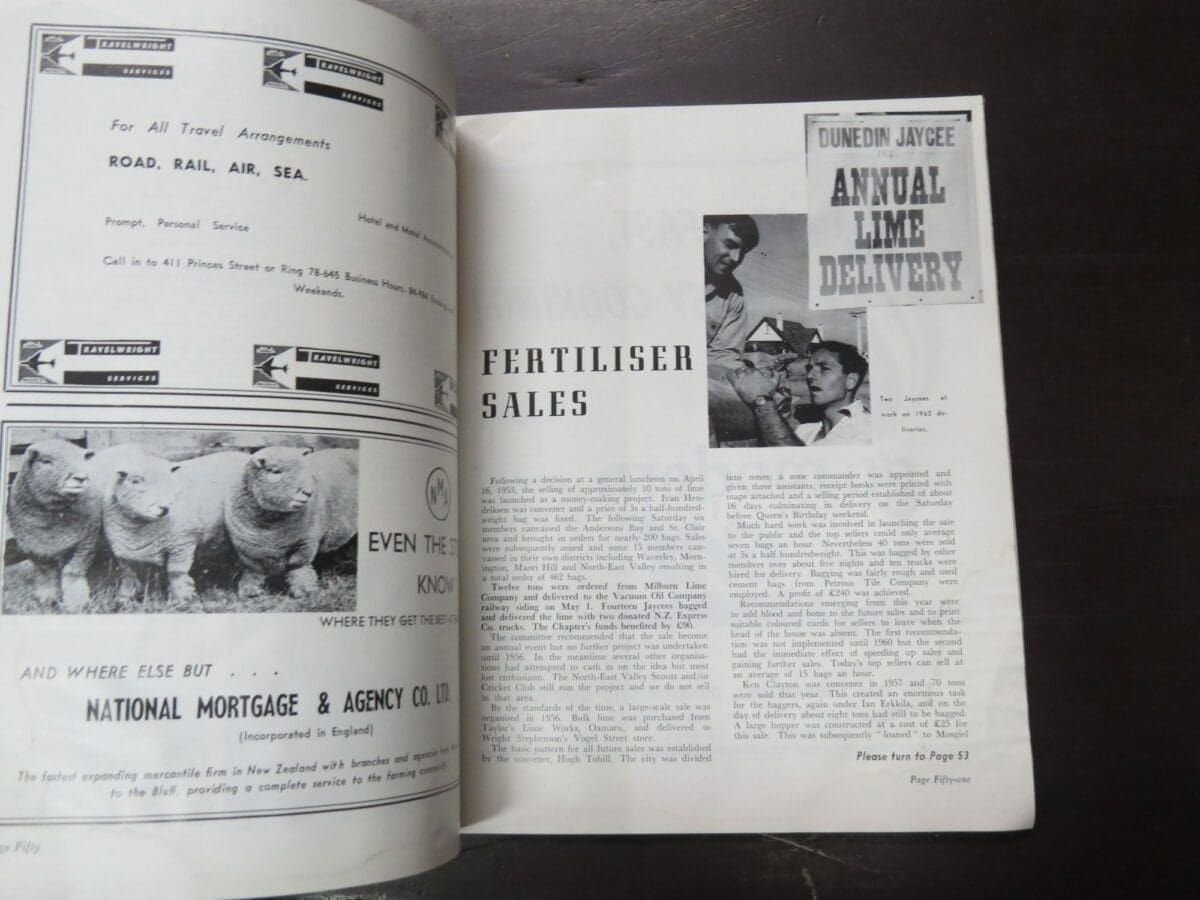 RAVELWRIGHT
SERVICES
RAVELWRIGHT
SERVICES
For All Travel Arrangements
ROAD, RAIL, AIR, SEA.
Prompt, Personal Service
Hotel and Motel
Call in to 411 Princes Street or Ring 78-645 Business Hours.
Weekends.
RAVELWRIGHT
SERVICES
RAVELWRIGHT
SERVICES
NMA
EVEN THE
KNOW
WHERE THEY GET THE BEST
AND WHERE ELSE BUT . . .
NATIONAL MORTGAGE & AGENCY CO. LTD.
(Incorporated in England)
The fastest expanding mercantile firm in New Zealand with branches and agencies from
to the Bluff, providing a complete service to the farming community.
Fifty
DUNEDIN JAYCEE
INC.
ANNUAL
LIME
DELIVERY
FERTILISER
SALES
Two Jaycees at
work on 1962 de-
liveries.
Following a decision at a general luncheon on April
16, 1953, the selling of approximately 10 tons of lime
was launched as a money-making project. Ivan Hen-
driksen was convener and a price of 5s a half-hundred-
weight bag was fixed. The following Saturday six
members canvassed the Andersons Bay and St. Clair
area and brought in orders for nearly 200 bags. Sales
were subsequently zoned and some 15 members can-
vassed in their own districts including Waverley, Morn-
ington, Maori Hill and North-East Valley resulting in
a total order of 462 bags.
Twelve tons were ordered from Milburn Lime
Company and delivered to the Vacuum Oil Company
railway siding on May 1. Fourteen Jaycees bagged
and delivered the lime with two donated N.Z. Express
Co. trucks. The Chapter's funds benefited by £90.
The committee recommended that the sale become
an annual event but no further project was undertaken
until 1956. In the meantime several other organisa-
tions had attempted to cash in on the idea but most
lost enthusiasm. The North-East Valley Scouts and/or
Cricket Club still run the project and we do not sell
in that area.
By the standards of the time, a large-scale sale was
organised in 1956. Bulk lime was purchased from
Taylor's Lime Works, Oamaru, and delivered to
Wright Stephenson's Vogel Street store.
The basic pattern for all future sales was established
by the convener, Hugh Tohill. The city was divided
into zones; a zone commander was appointed and
given three assistants; receipt books were printed with
maps attached and a selling period established of about
16 days culminating in delivery on the Saturday
before Queen's Birthday weekend.
Much hard work was involved in launching the sale
to the public and the top sellers could only average
seven bags an hour. Nevertheless 40 tons were sold
at 5s a half hundredweight. This was bagged by other
members over about five nights and ten trucks were
hired for delivery. Bagging was fairly rough and used
cement bags from Petrous Tile Company were
employed. A profit of £240 was achieved.
Recommendations emerging from this year were
to add blood and bone to the future sales and to print
suitable coloured cards for sellers to leave when the
head of the house was absent. The first recommenda-
tion was not implemented until 1960 but the second
had the immediate effect of speeding up sales and
gaining further sales. Today's top sellers can sell at
an average of 15 bags an hour.
Ken Clayton was convener in 1957 and 70 tons
were sold that year. This created an enormous task
for the baggers, again under Ian Erkkila, and on the
day of delivery about eight tons had still to be bagged.
A large hopper was constructed at a cost of £25 for
this sale. This was subsequently "loaned" to Mosgiel
Please turn to Page 53
Page Fifty-one